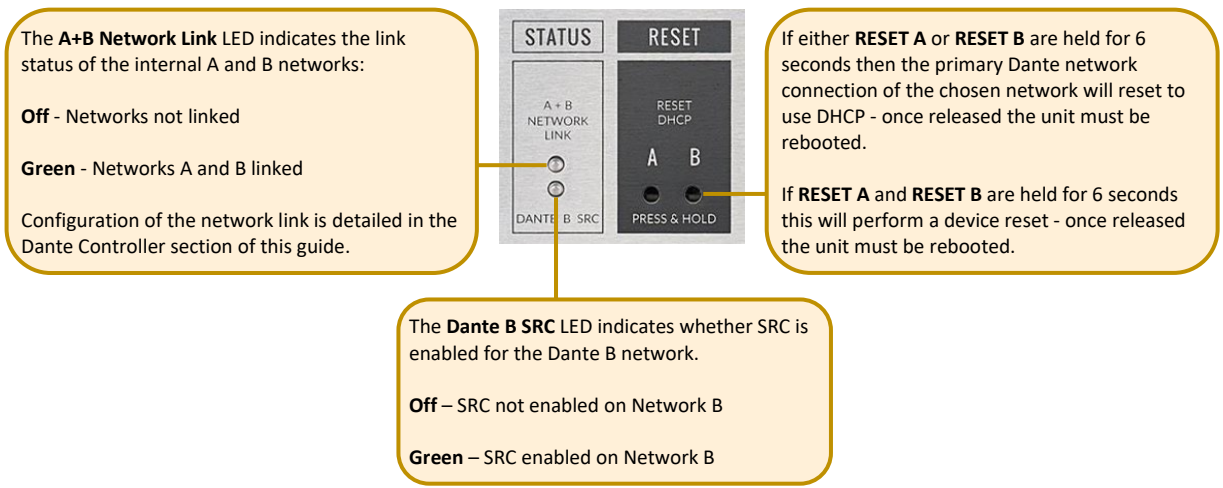 The A+B Network Link LED indicates the link
status of the internal A and B networks:
Off - Networks not linked
Green - Networks A and B linked
Configuration of the network link is detailed in the
Dante Controller section of this guide.
STATUS
A + B
NETWORK
LINK
DANTE B SRC
RESET
RESET
DHCP
A B
PRESS & HOLD
If either RESET A or RESET B are held for 6
seconds then the primary Dante network
connection of the chosen network will reset to
use DHCP - once released the unit must be
rebooted.
If RESET A and RESET B are held for 6 seconds
this will perform a device reset - once released
the unit must be rebooted.
The Dante B SRC LED indicates whether SRC is
enabled for the Dante B network.
Off – SRC not enabled on Network B
Green – SRC enabled on Network B